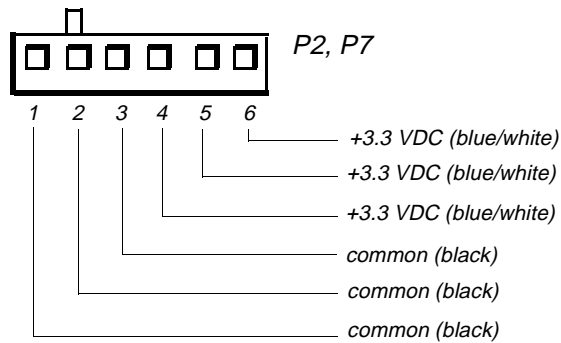 P2, P7
1 2 3 4 5 6
+3.3 VDC (blue/white)
+3.3 VDC (blue/white)
+3.3 VDC (blue/white)
common (black)
common (black)
common (black)